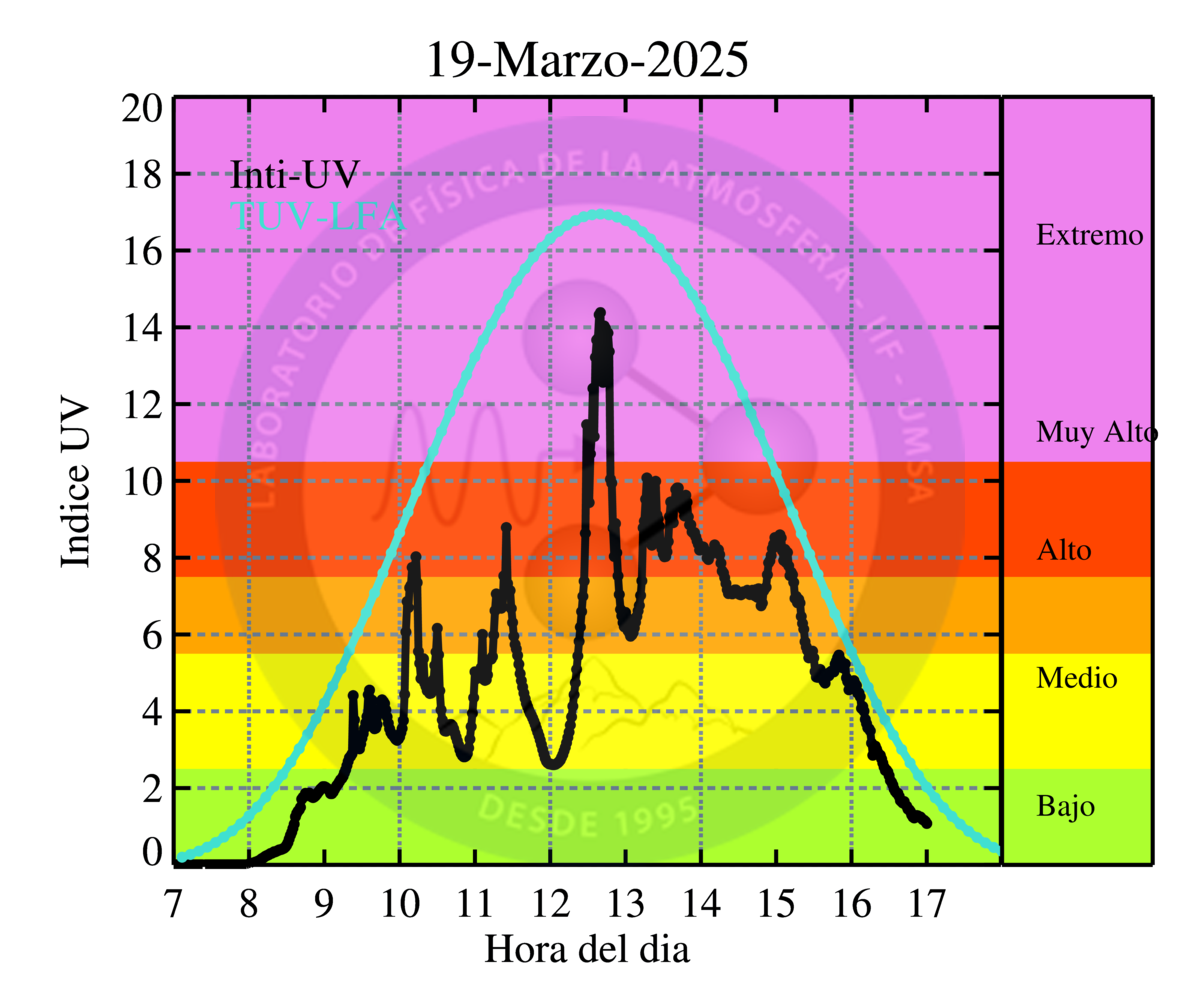 19-Marzo-2025
20
18
16
14
12
10
8
6
4
2
0
Indice UV
Inti-UV
TUV-LFA
LABORATORIO DE FÍSICA DE LA ATMÓSFERA - IIF - UMSA
DESDE 1995
Extremo
Muy Alto
Alto
Medio
Bajo
7 8 9 10 11 12 13 14 15 16 17
Hora del dia